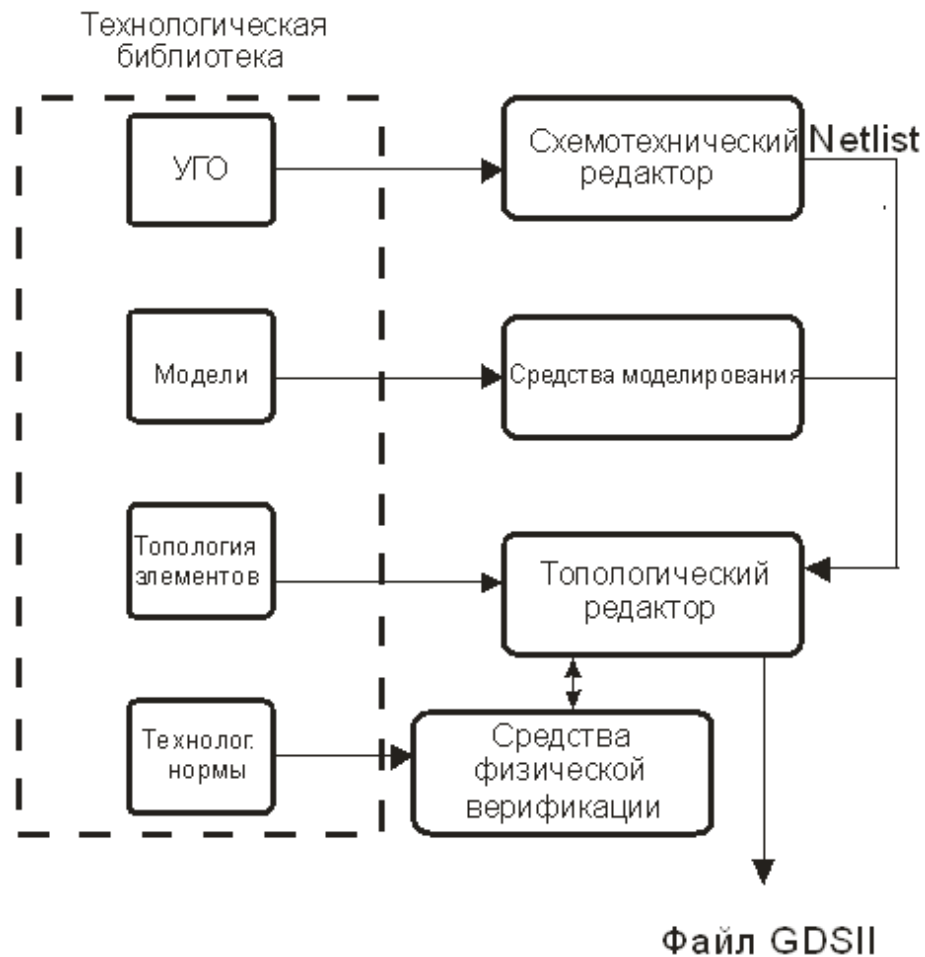 Технологическая
библиотека
УГО
Схемотехнический
редактор
Netlist
Модели
Средства моделирования
Топология
элементов
Топологический
редактор
Технолог.
нормы
Средства
физической
верификации
Файл GDSII